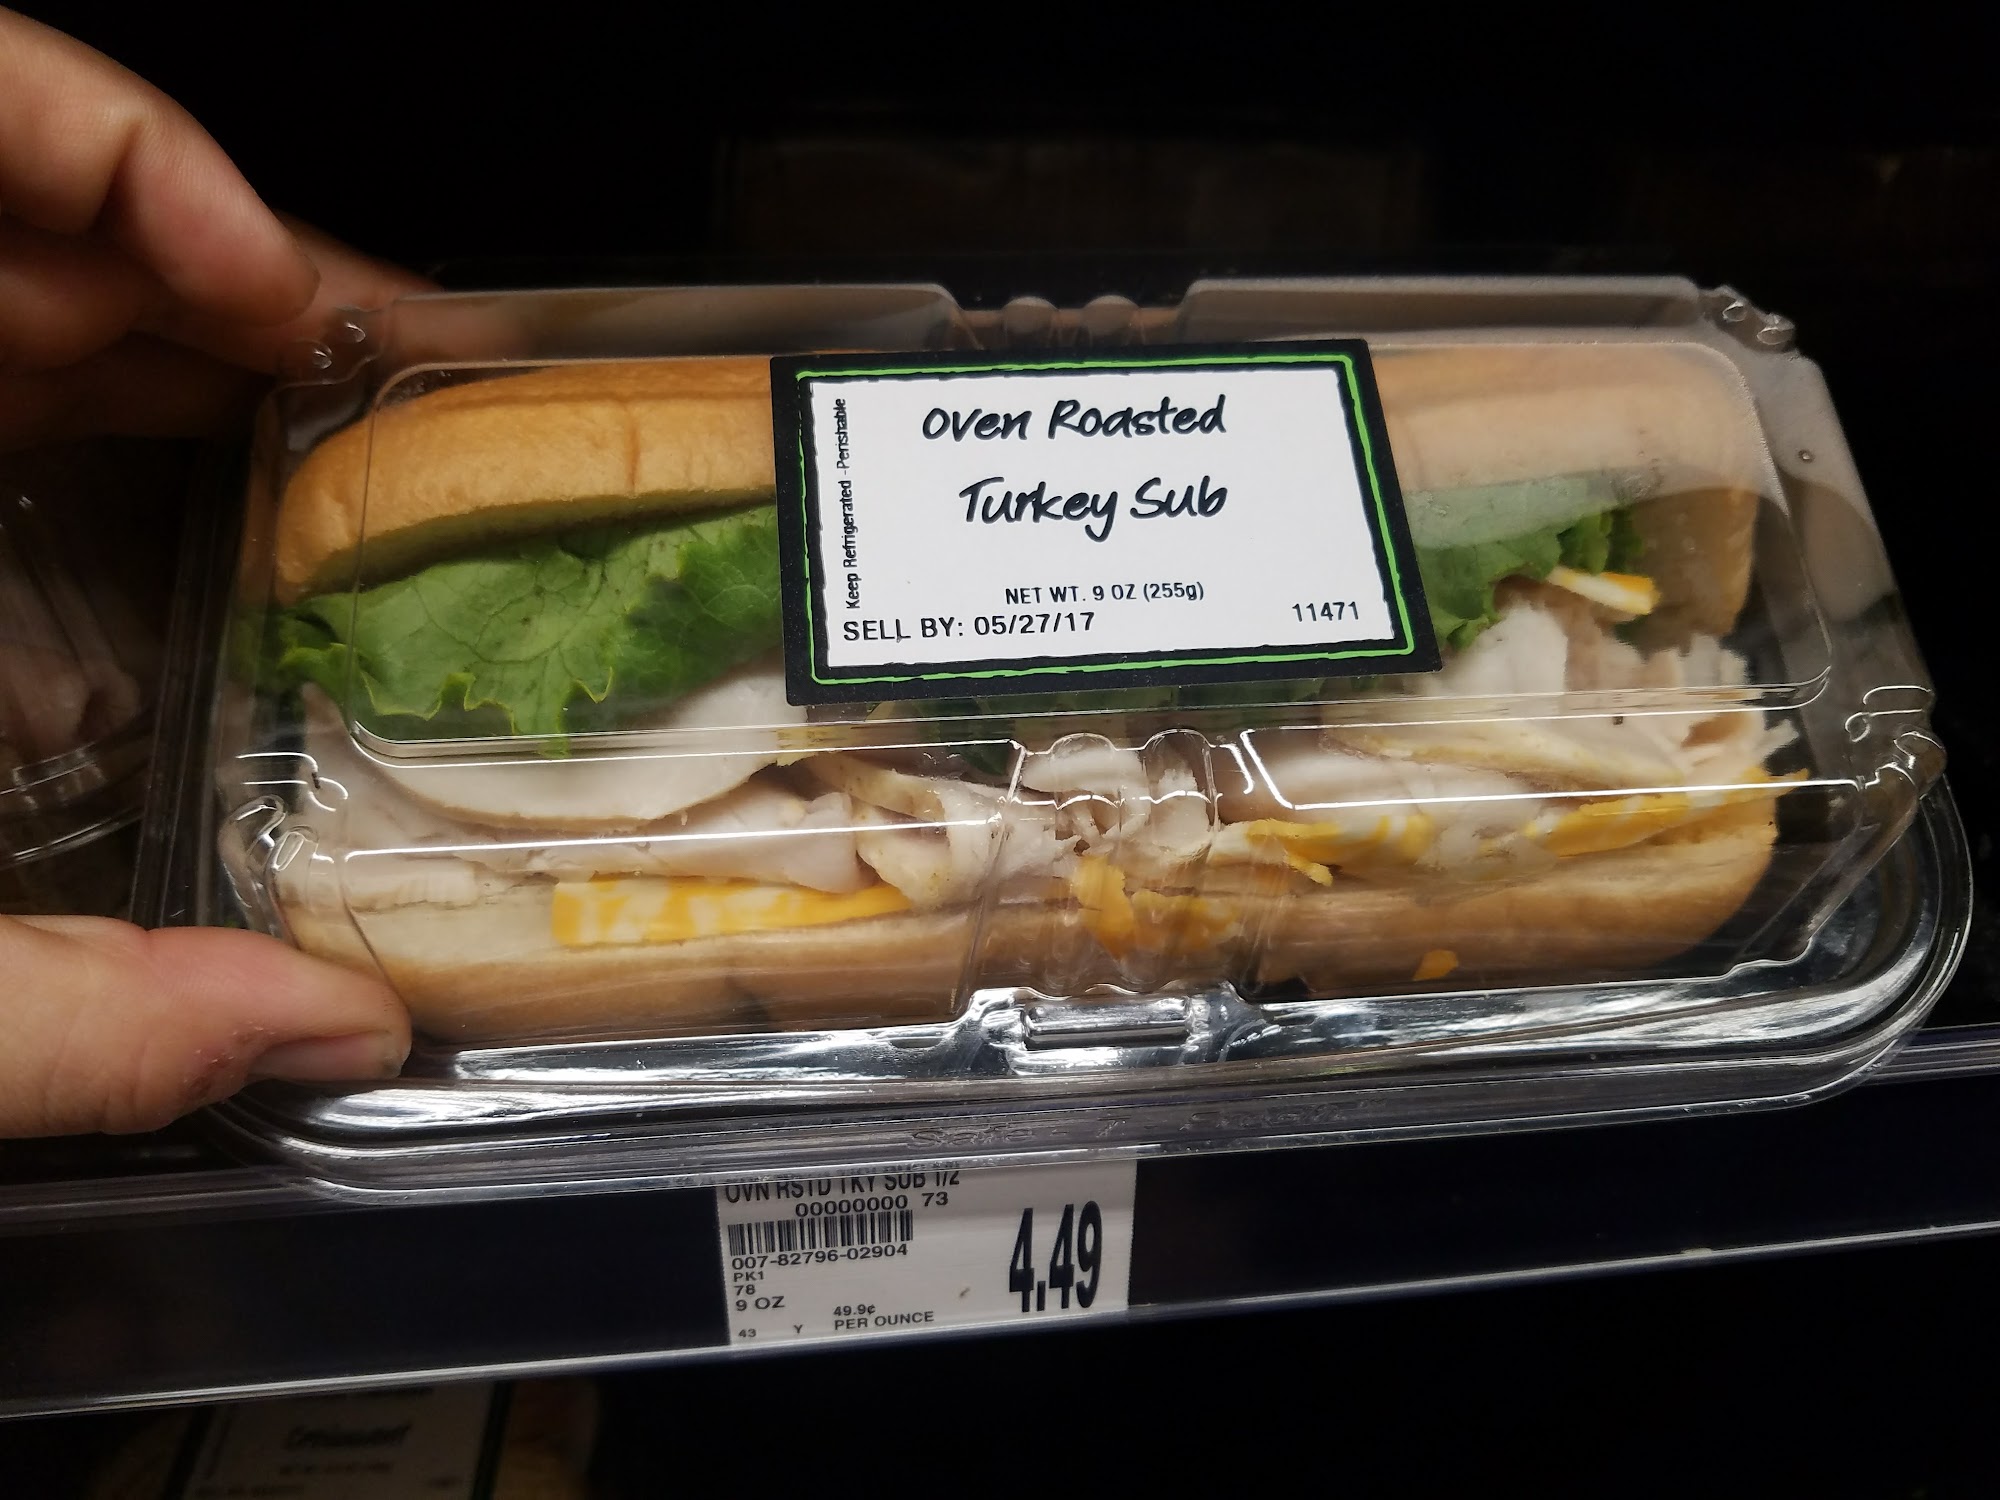 Oven Roasted
Turkey Sub
Keep Refrigerated - Perishable
NET WT. 9 OZ (255g)
SELL BY: 05/27/17
11471
OVN RSTD TKY SUB 1/2
00000000 73
007-82796-02904
PK1
78
9 OZ
43 Y
49.9¢
PER OUNCE
4.49